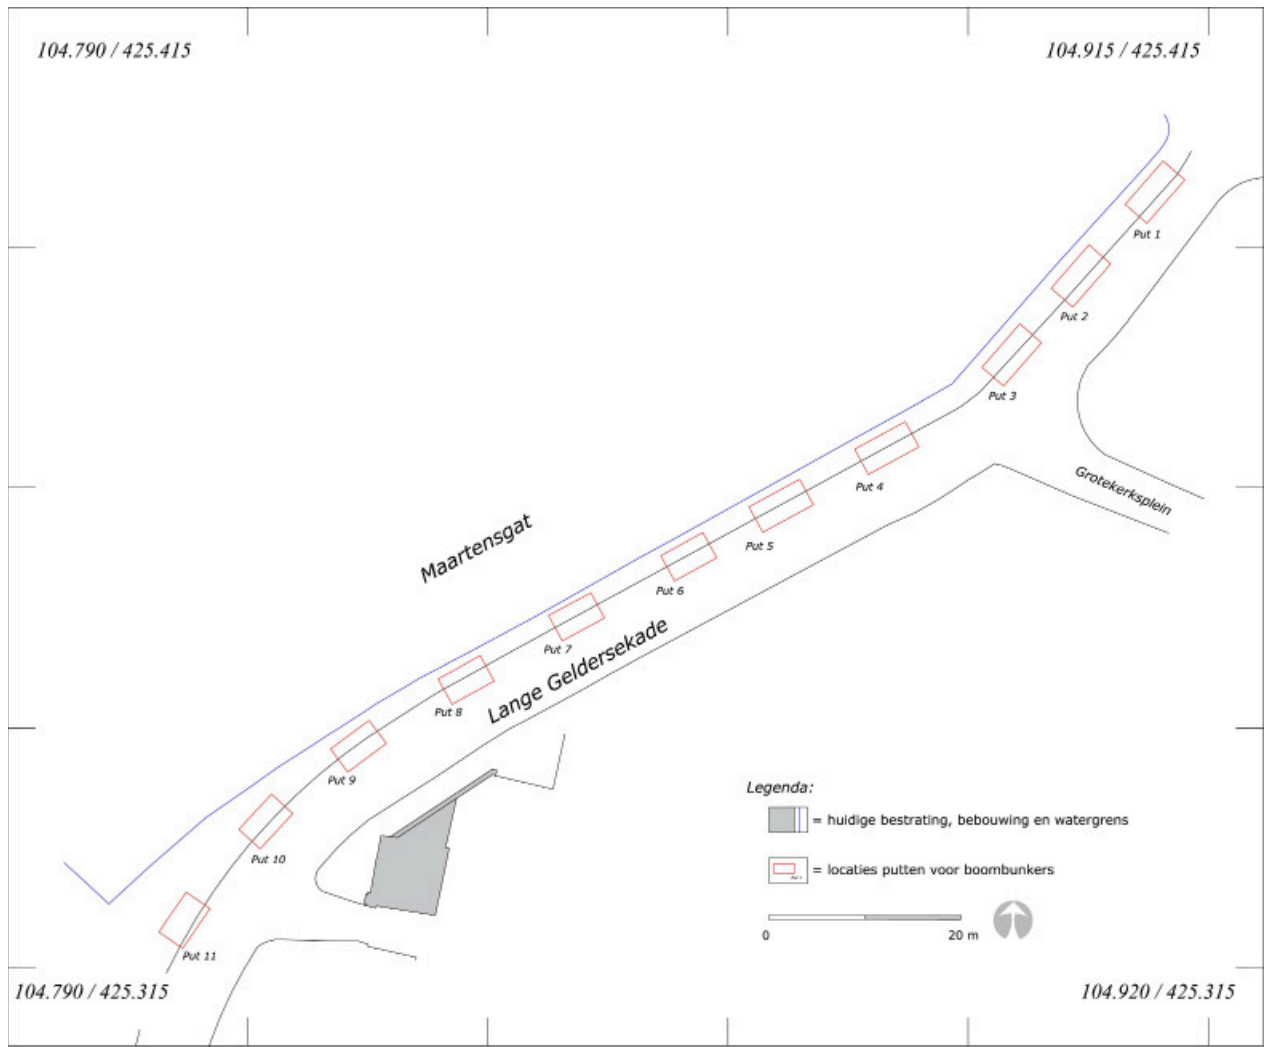 104.790 / 425.415
104.915 / 425.415
Put 1
Put 2
Put 3
Put 4
Grotekerksplein
Maartensgat
Put 5
Put 6
Put 7
Lange Geldersekade
Put 8
Put 9
Legenda:
= huidige bestrating, bebouwing en watergrens
Put 10
= locaties putten voor boombunkers
0
20 m
Put 11
104.790 / 425.315
104.920 / 425.315